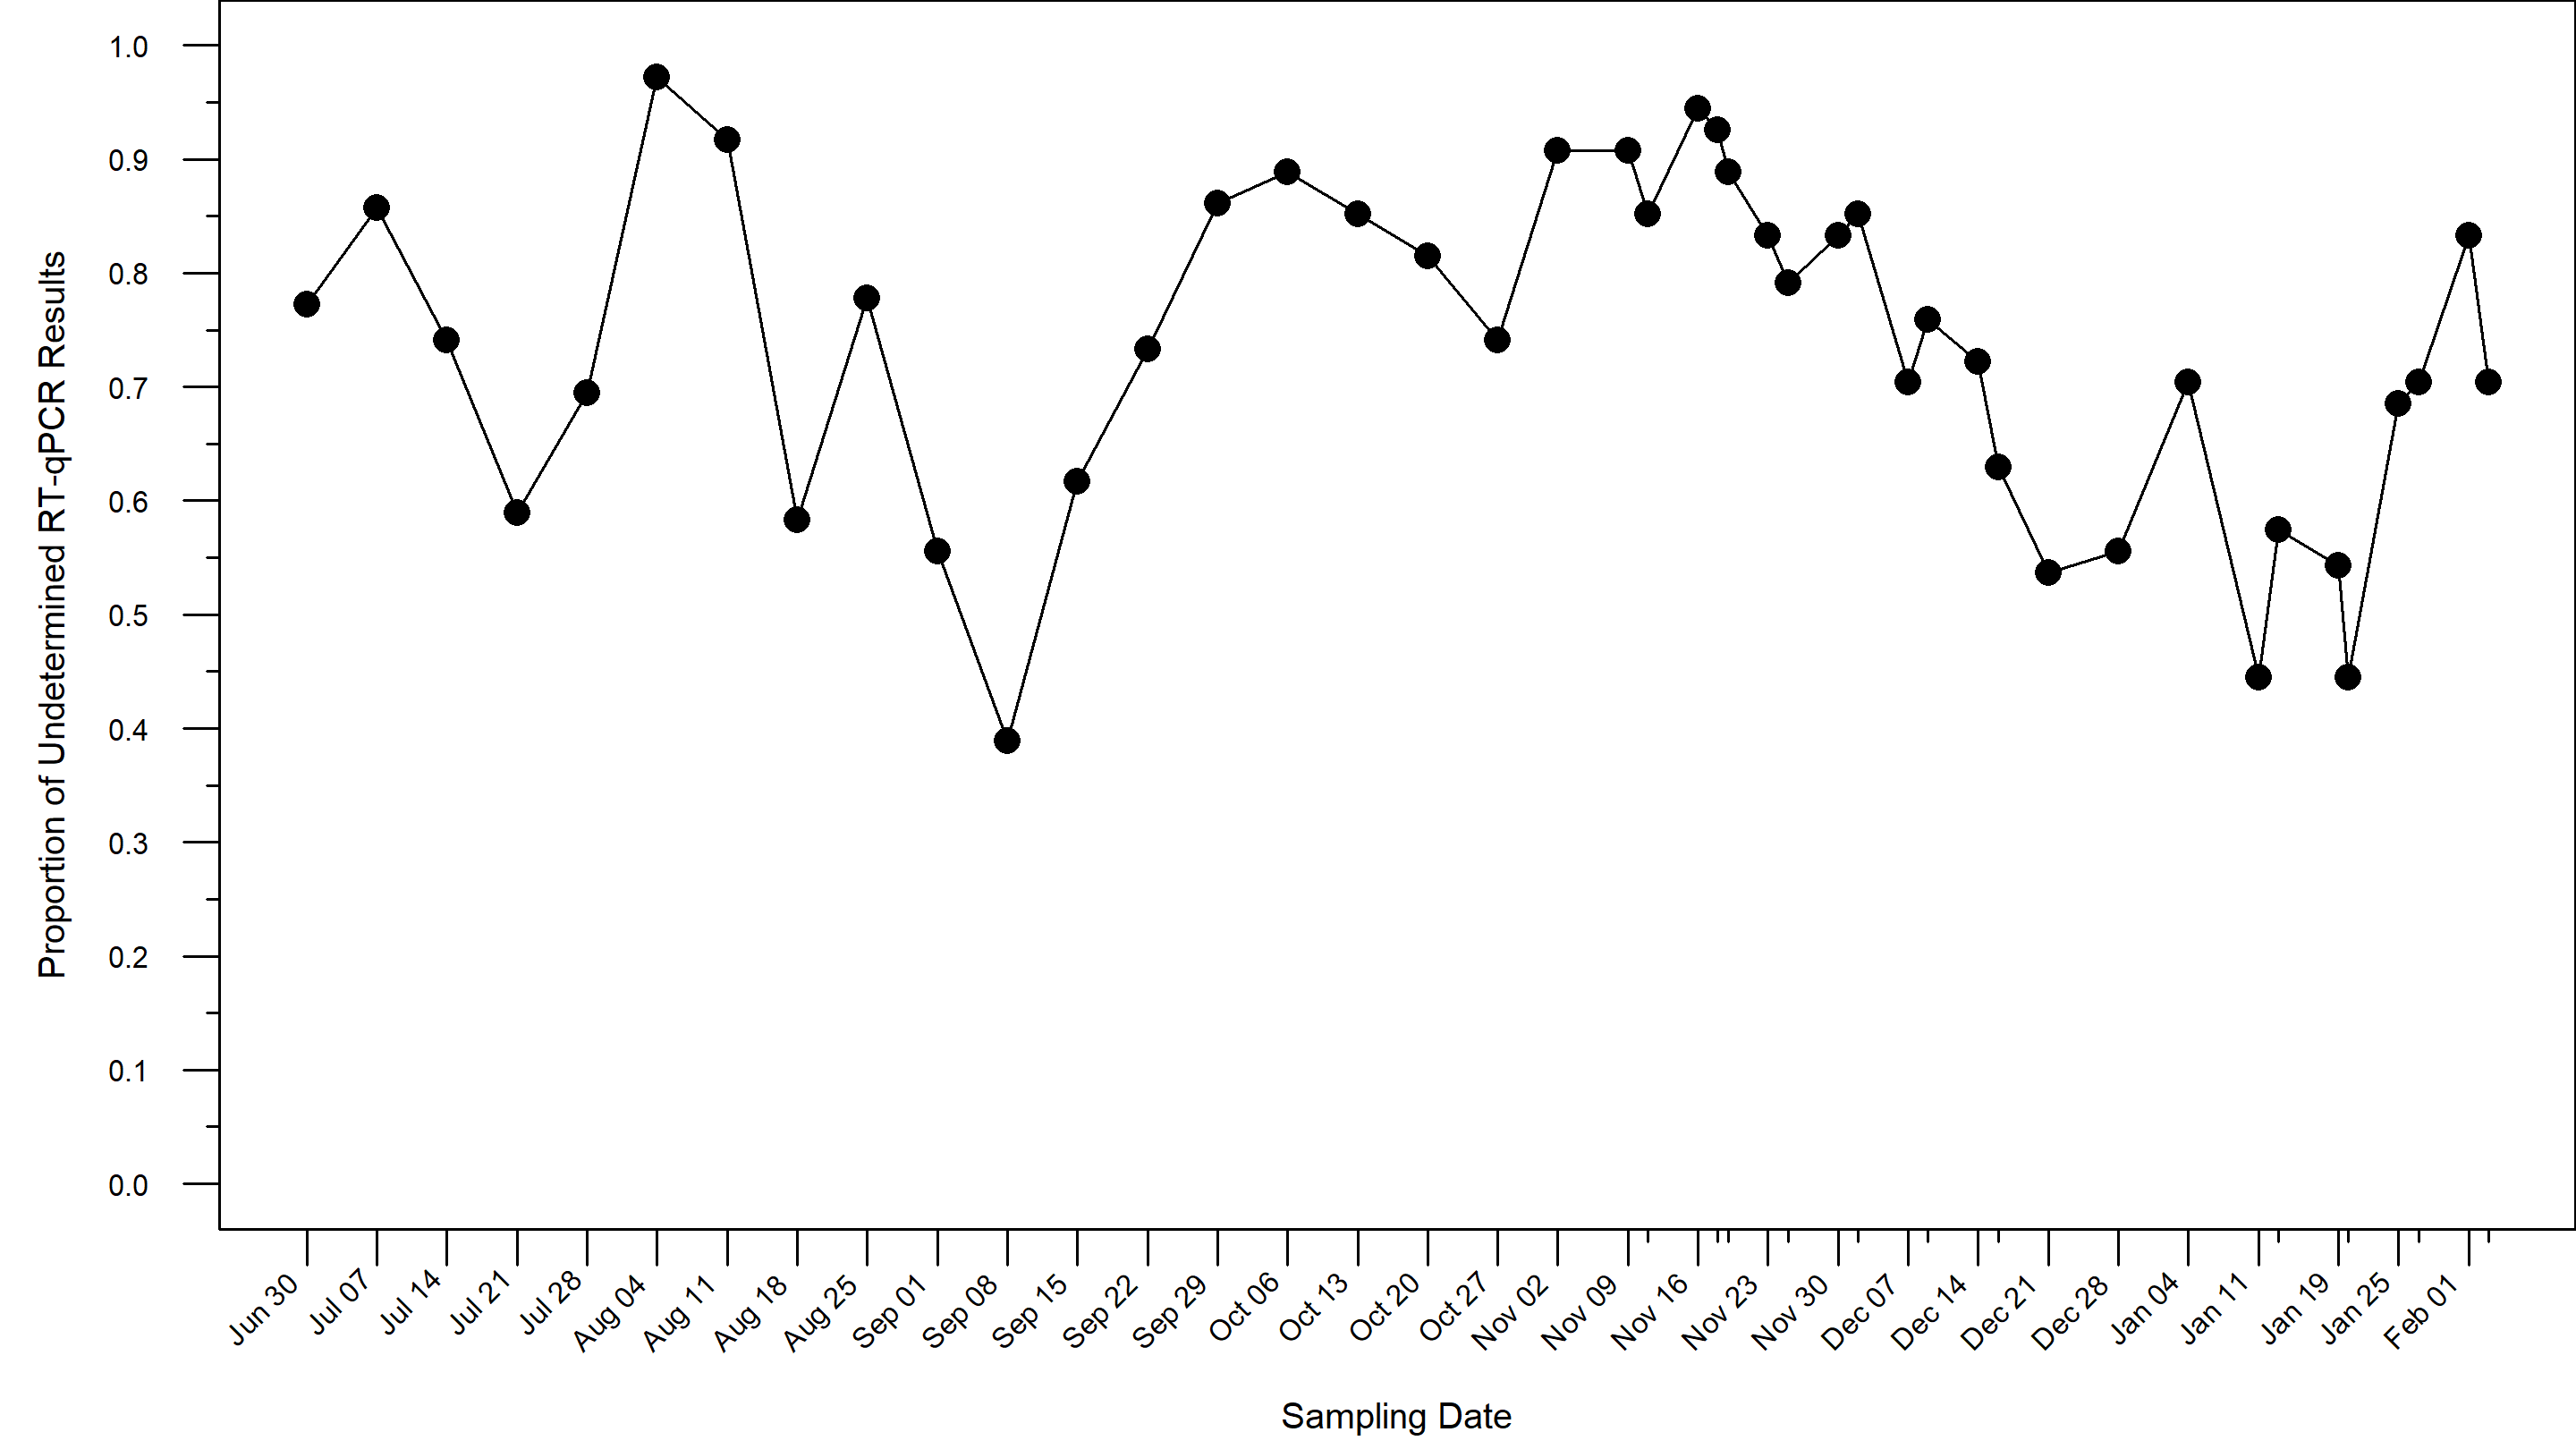 Proportion of Undetermined RT-qPCR Results
1.0
0.9
0.8
0.7
0.6
0.5
0.4
0.3
0.2
0.1
0.0
Jun 30
Jul 07
Jul 14
Jul 21
Jul 28
Aug 04
Aug 11
Aug 18
Aug 25
Sep 01
Sep 08
Sep 15
Sep 22
Sep 29
Oct 06
Oct 13
Oct 20
Oct 27
Nov 02
Nov 09
Nov 16
Nov 23
Nov 30
Dec 07
Dec 14
Dec 21
Dec 28
Jan 04
Jan 11
Jan 19
Jan 25
Feb 01
Sampling Date